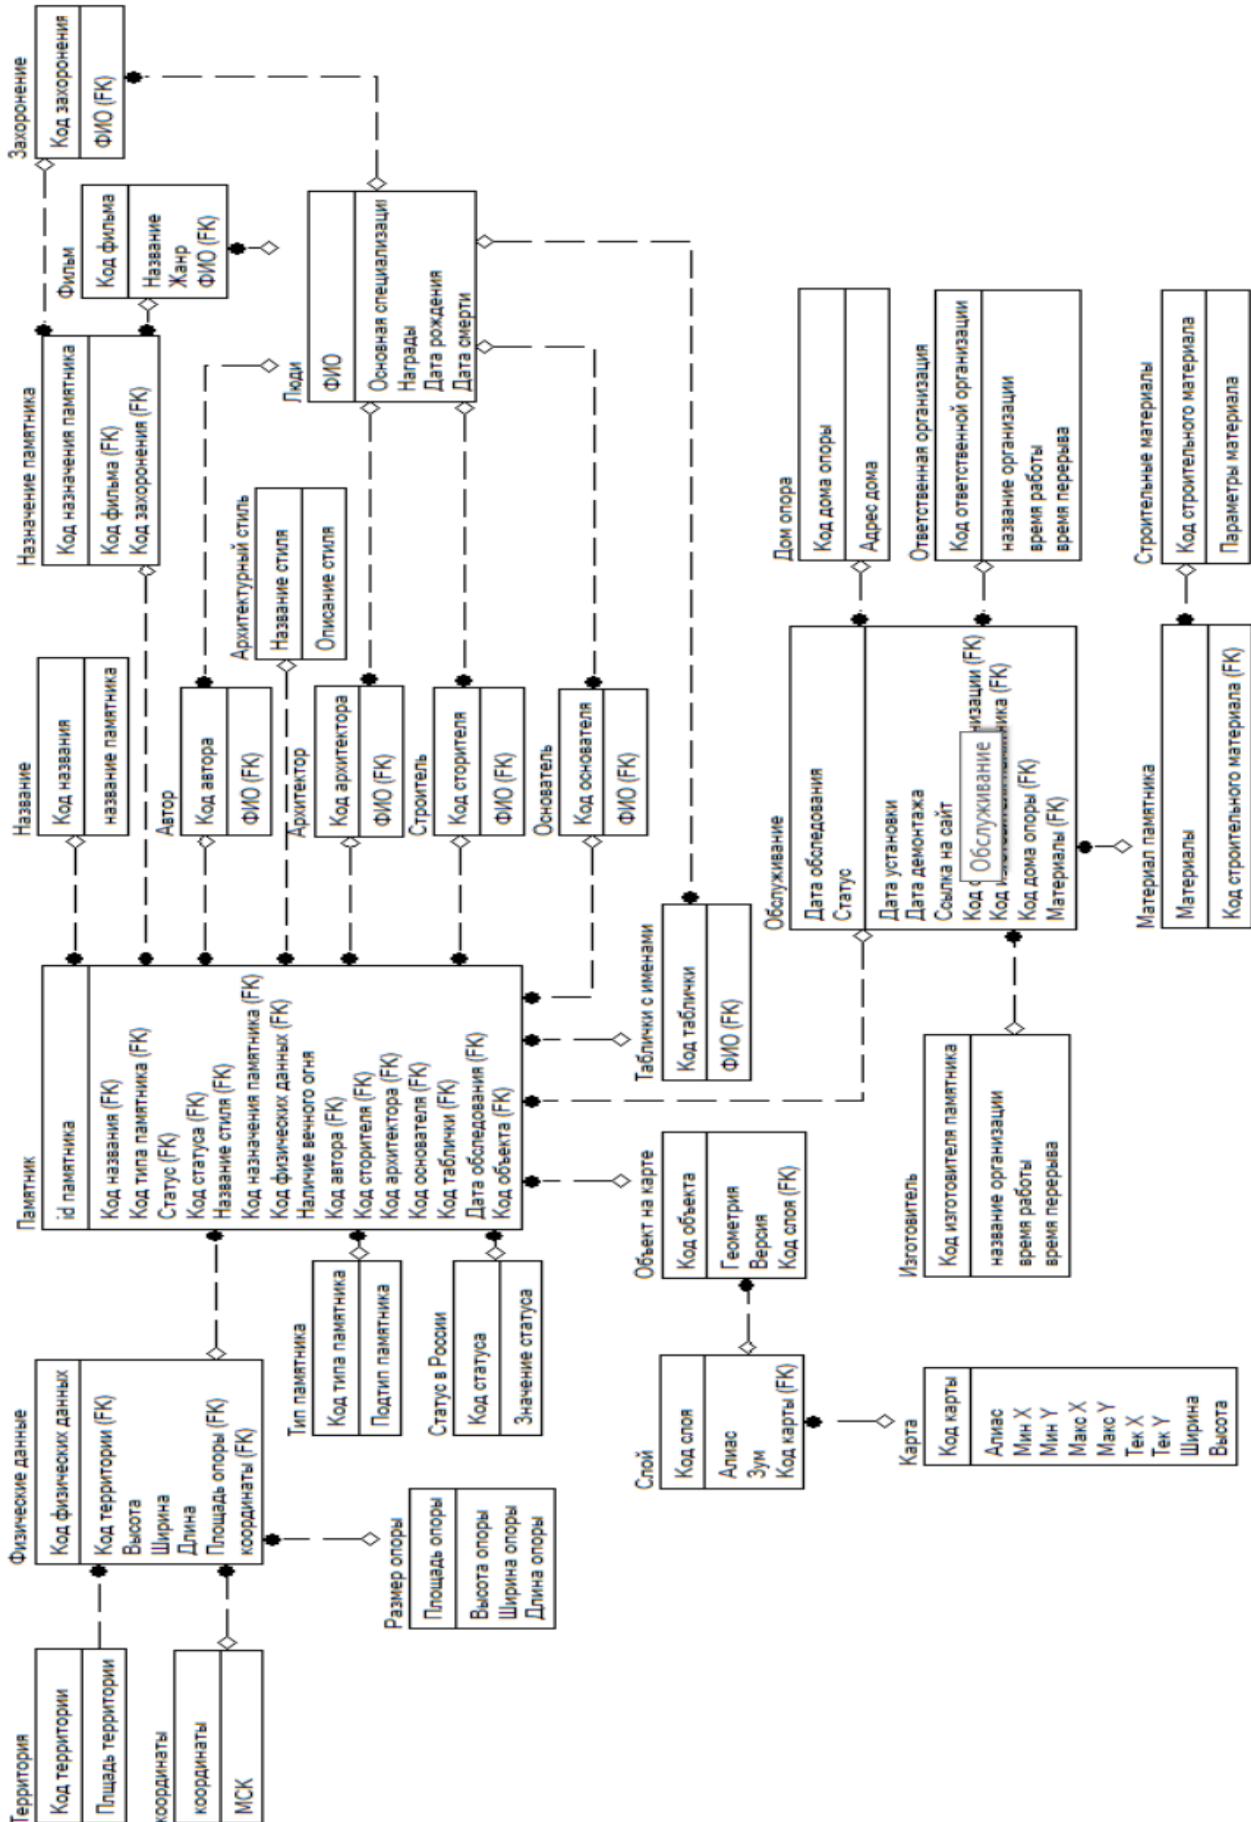 Территория
Код территории
Плщадь территории
координаты
координаты
МСК
Физические данные
Код физических данных
Код территории (FK)
Высота
Ширина
Длина
Площадь опоры (FK)
координаты (FK)
Размер опоры
Площадь опоры
Высота опоры
Ширина опоры
Длина опоры
Тип памятника
Код типа памятника
Подтип памятника
Статус в России
Код статуса
Значение статуса
Памятник
id памятника
Код названия (FK)
Код типа памятника (FK)
Статус (FK)
Код статуса (FK)
Название стиля (FK)
Код назначения памятника (FK)
Код физических данных (FK)
Наличие вечного огня
Код автора (FK)
Код сторителя (FK)
Код архитектора (FK)
Код основателя (FK)
Код таблички (FK)
Дата обследования (FK)
Код объекта (FK)
Название
Код названия
название памятника
Автор
Код автора
ФИО (FK)
Архитектурный стиль
Название стиля
Описание стиля
Архитектор
Код архитектора
ФИО (FK)
Строитель
Код сторителя
ФИО (FK)
Основатель
Код основателя
ФИО (FK)
Назначение памятника
Код назначения памятника
Код фильма (FK)
Код захоронения (FK)
Захоронение
Код захоронения
ФИО (FK)
Фильм
Код фильма
Название
Жанр
ФИО (FK)
Люди
ФИО
Основная специализаци
Награды
Дата рождения
Дата смерти
Слой
Код слоя
Алиас
Зум
Код карты (FK)
Карта
Код карты
Алиас
Мин X
Мин Y
Макс X
Макс Y
Тек X
Тек Y
Ширина
Высота
Объект на карте
Код объекта
Геометрия
Версия
Код слоя (FK)
Таблички с именами
Код таблички
ФИО (FK)
Изготовитель
Код изготовителя памятника
название организации
время работы
время перерыва
Обслуживание
Дата обследования
Статус
Дата установки
Дата демонтажа
Ссылка на сайт
Обслуживание
Код дома опоры (FK)
Материалы (FK)
Дом опора
Код дома опоры
Адрес дома
Ответственная организация
Код ответственной организации
название организации
время работы
время перерыва
Материал памятника
Материалы
Код строительного материала (FK)
Строительные материалы
Код строительного материала
Параметры материала